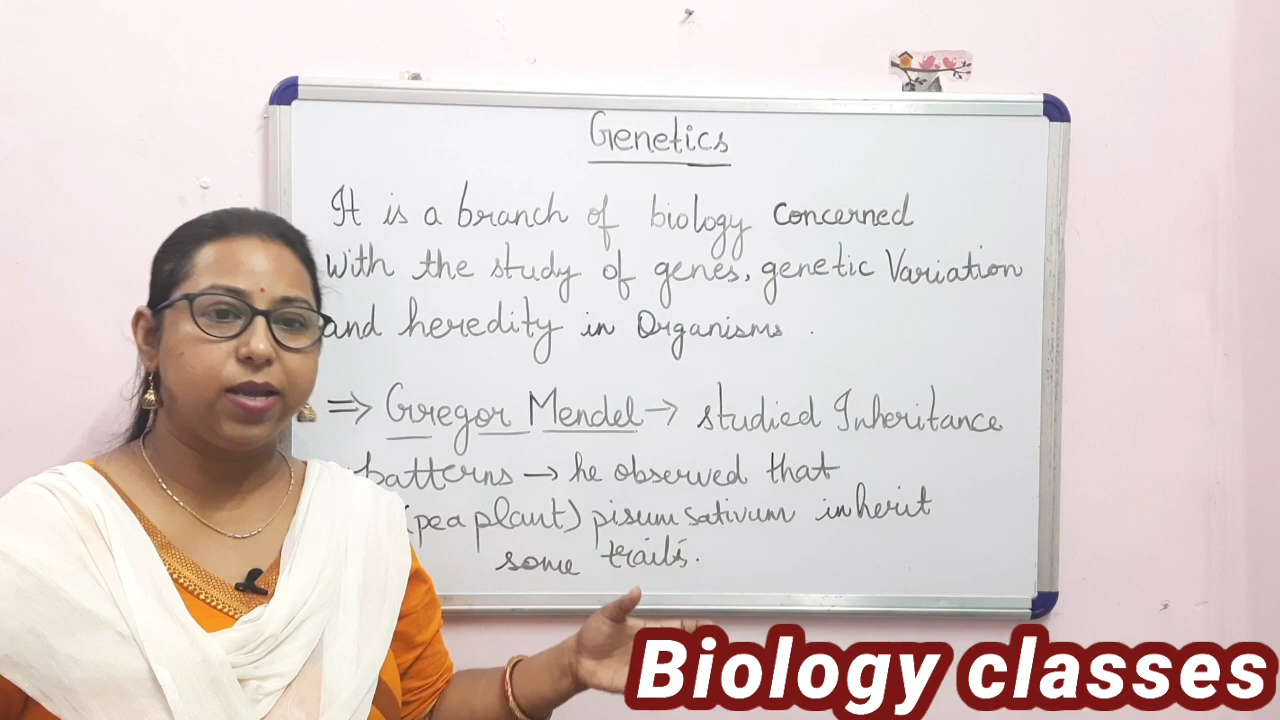 Genetics
It is a branch of biology concerned
with the study of genes, genetic Variation
and heredity in Organisms.
⇒ Gregor Mendel → studied Inheritance
patterns → he observed that
(pea plant) pisum sativum inherit
some traits.
Biology classes